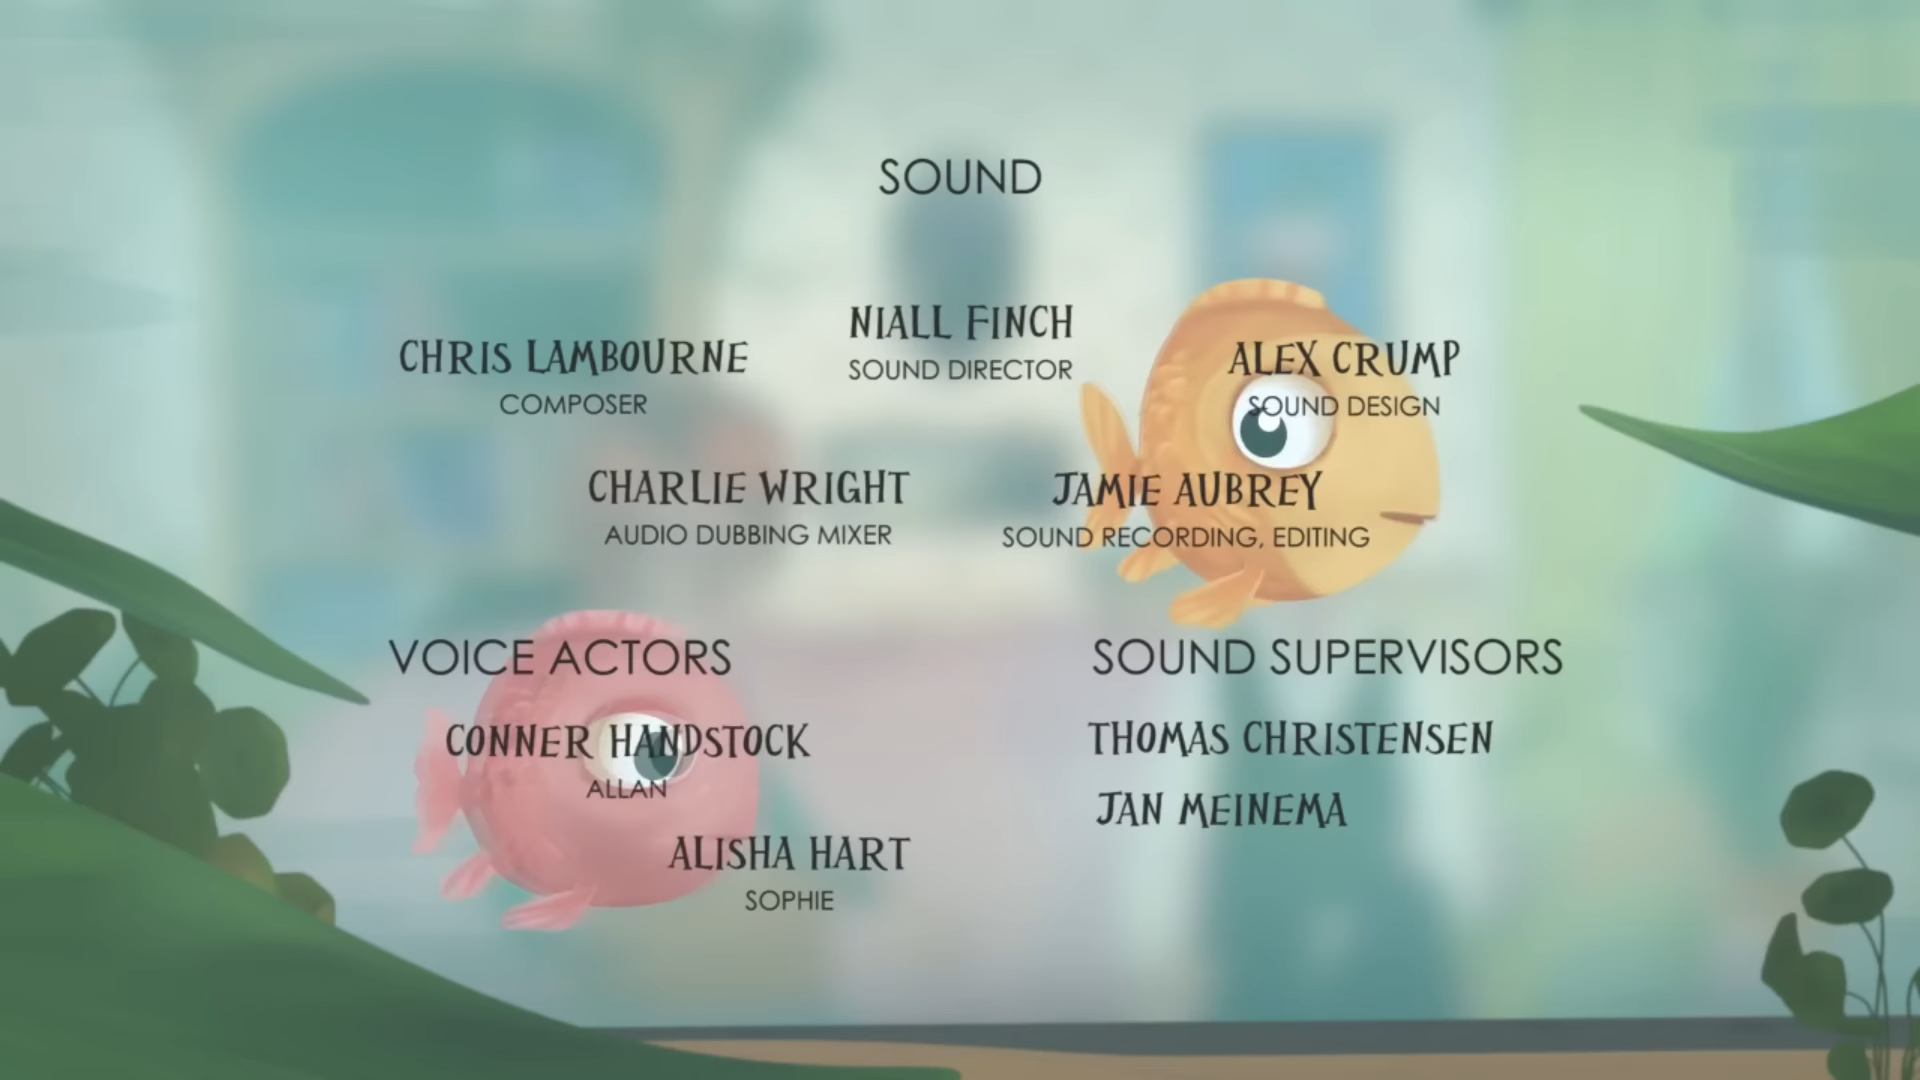 SOUND
NIALL FINCH
SOUND DIRECTOR
CHRIS LAMBOURNE
COMPOSER
ALEX CRUMP
SOUND DESIGN
CHARLIE WRIGHT
AUDIO DUBBING MIXER
JAMIE AUBREY
SOUND RECORDING, EDITING
VOICE ACTORS
CONNER HANDSTOCK
ALLAN
ALISHA HART
SOPHIE
SOUND SUPERVISORS
THOMAS CHRISTENSEN
JAN MEINEMA